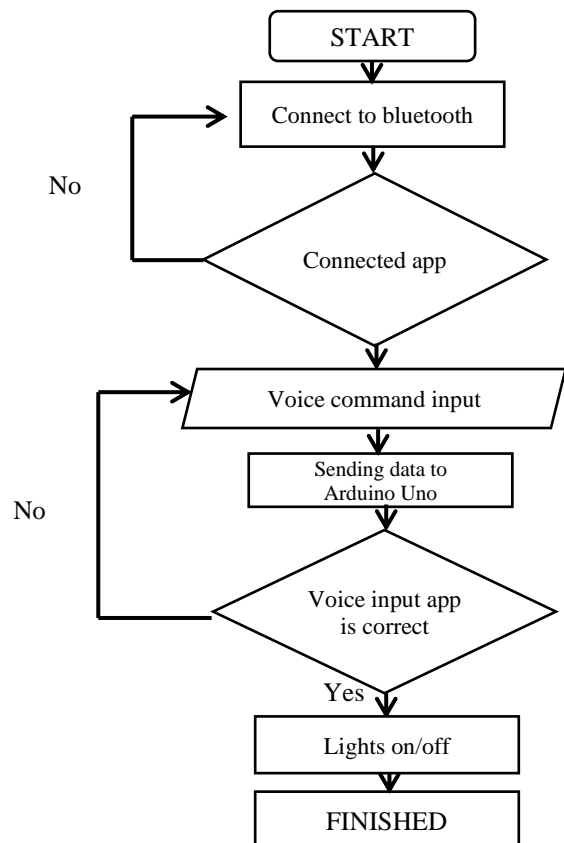 START
Connect to bluetooth
No
Connected app
Voice command input
Sending data to
Arduino Uno
No
Voice input app
is correct
Yes
Lights on/off
FINISHED